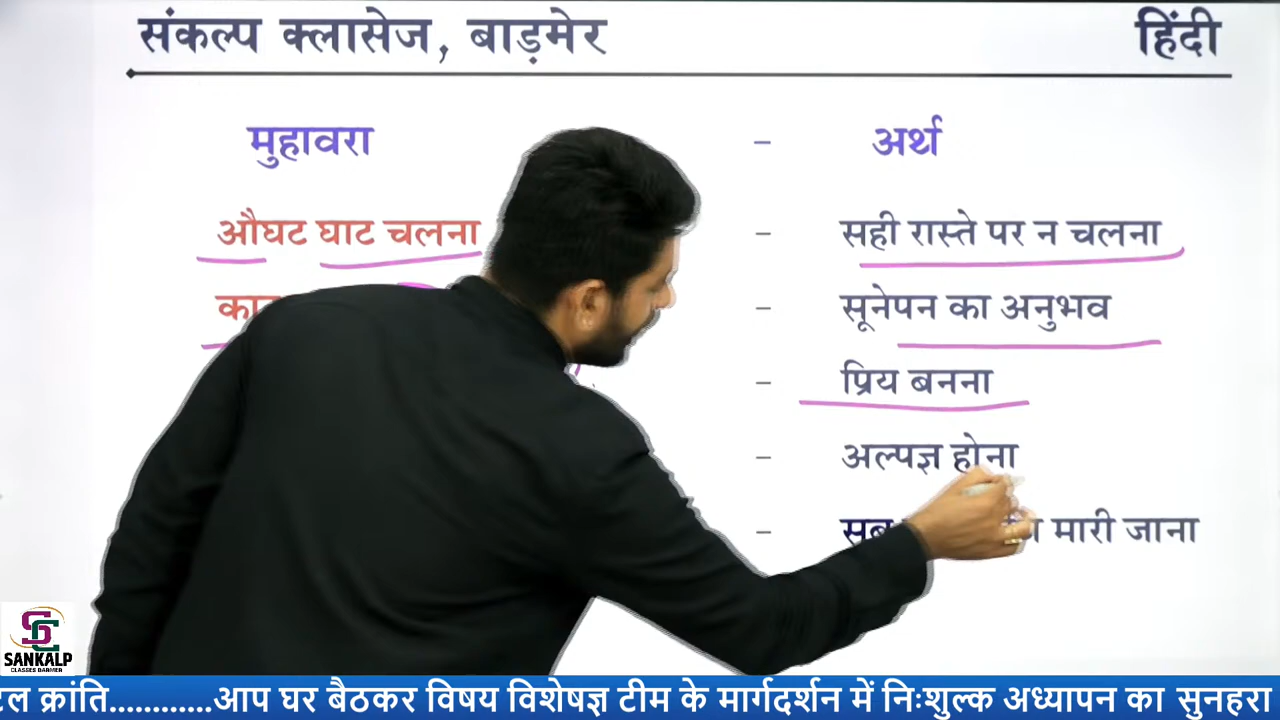 संकल्प क्लासेज, बाड़मेर हिंदी
मुहावरा - अर्थ
औघट घाट चलना - सही रास्ते पर न चलना
- सूनेपन का अनुभव
- प्रिय बनना
- अल्पज्ञ होना
- मारी जाना
SANKALP
CLASSES BARMER
क्रांति............आप घर बैठकर विषय विशेषज्ञ टीम के मार्गदर्शन में निःशुल्क अध्यापन का सुनहरा